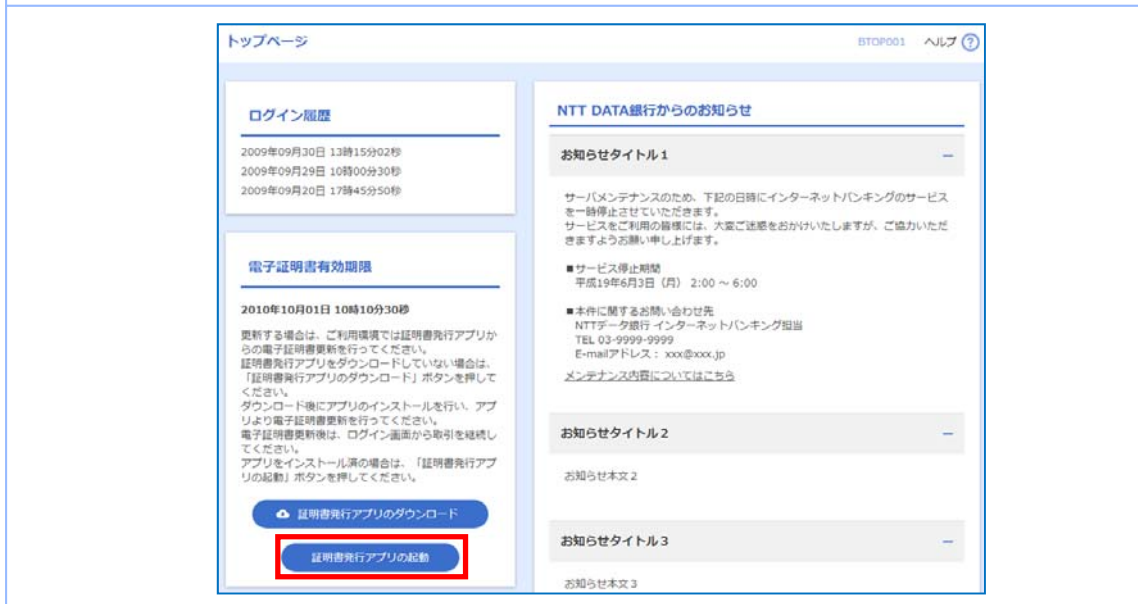 トップページ
BTOP001 ヘルプ ?
ログイン履歴
2009年09月30日 13時15分02秒
2009年09月29日 10時00分30秒
2009年09月20日 17時45分50秒
電子証明書有効期限
2010年10月01日 10時10分30秒
更新する場合は、ご利用環境では証明書発行アプリか
らの電子証明書更新を行ってください。
証明書発行アプリをダウンロードしていない場合は、
「証明書発行アプリのダウンロード」ボタンを押して
ください。
ダウンロード後にアプリのインストールを行い、アプ
リより電子証明書更新を行ってください。
電子証明書更新後は、ログイン画面から取引を継続し
てください。
アプリをインストール済の場合は、「証明書発行アプ
リの起動」ボタンを押してください。
証明書発行アプリのダウンロード
証明書発行アプリの起動
NTT DATA銀行からのお知らせ
お知らせタイトル1
サーバメンテナンスのため、下記の日時にインターネットバンキングのサービス
を一時停止させていただきます。
サービスをご利用の皆様には、大変ご迷惑をおかけいたしますが、ご協力いただ
きますようお願い申し上げます。
■サービス停止期間
平成19年6月3日（月） 2:00 ～ 6:00
■本件に関するお問い合わせ先
NTTデータ銀行 インターネットバンキング担当
TEL 03-9999-9999
E-mailアドレス： xxx@xxx.jp
メンテナンス内容についてはこちら
お知らせタイトル2
お知らせ本文2
お知らせタイトル3
お知らせ本文3